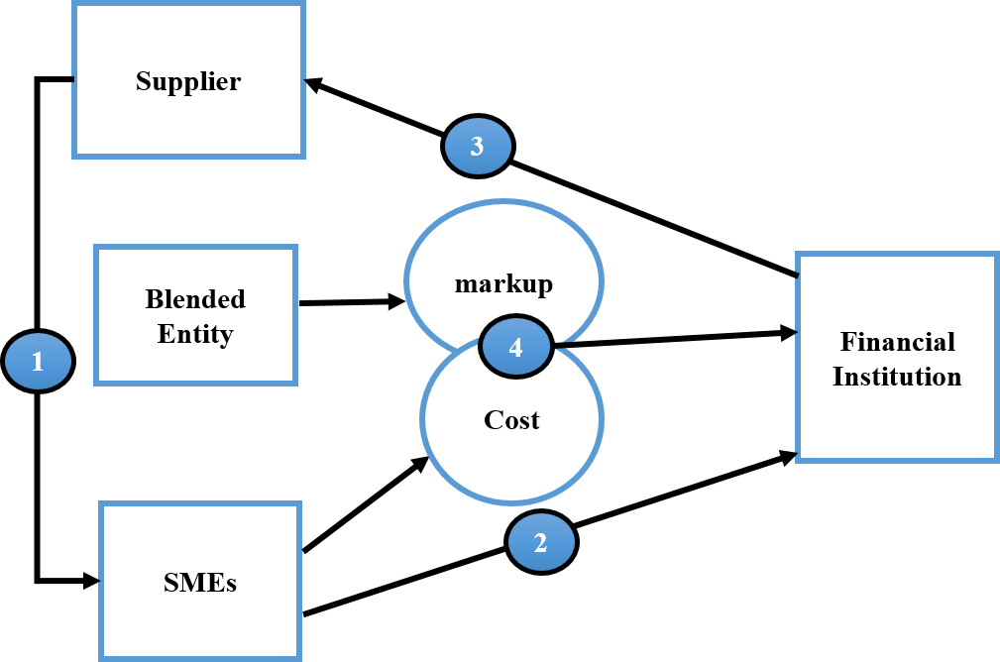 Supplier
3
Blended
Entity
markup
1
4
Financial
Institution
Cost
2
SMEs